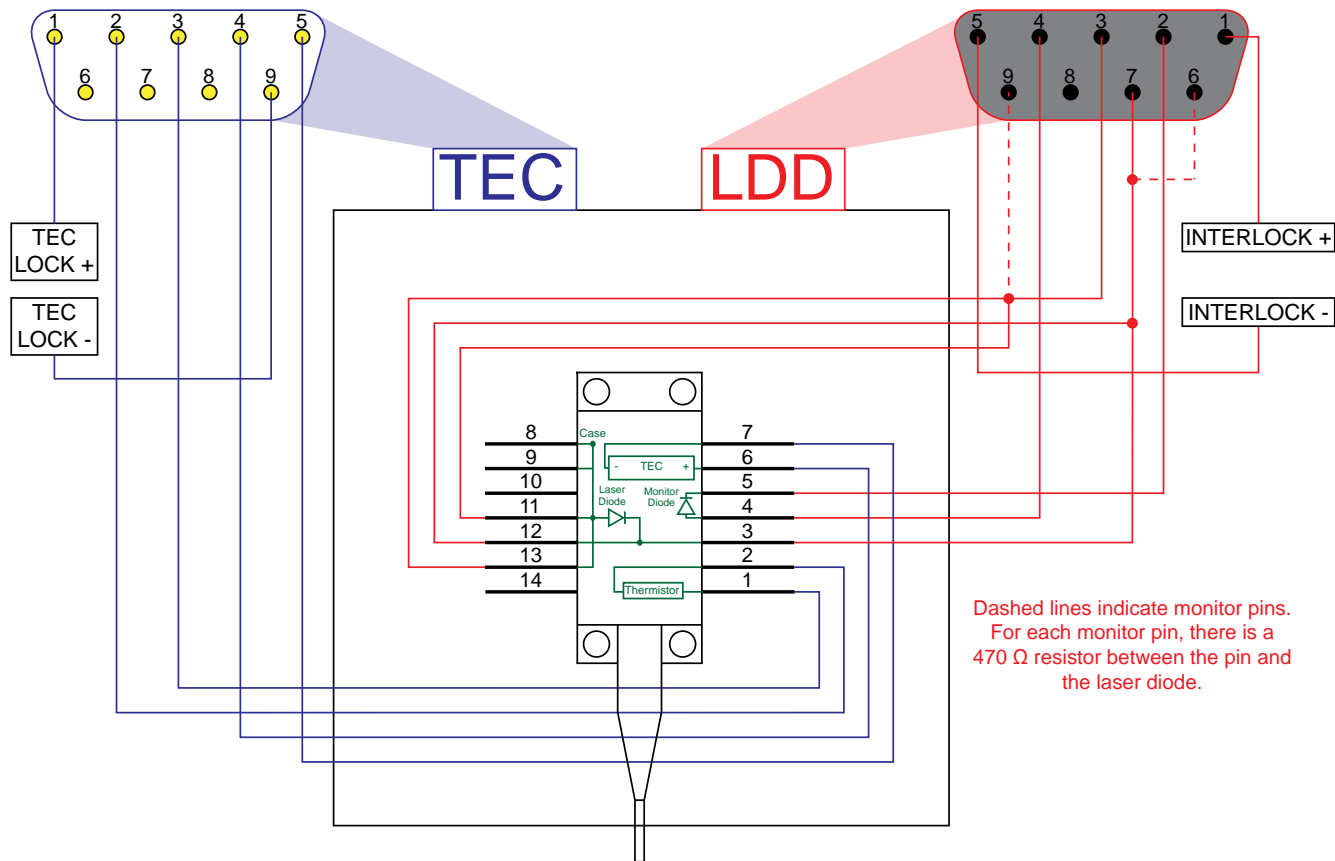 1 2 3 4 5
6 7 8 9
5 4 3 2 1
9 8 7 6
TEC
LDD
TEC
LOCK +
TEC
LOCK -
INTERLOCK +
INTERLOCK -
8
9
10
11
12
13
14
Case
- TEC +
Laser
Diode
Monitor
Diode
Thermistor
7
6
5
4
3
2
1
Dashed lines indicate monitor pins.
For each monitor pin, there is a
470 Ω resistor between the pin and
the laser diode.